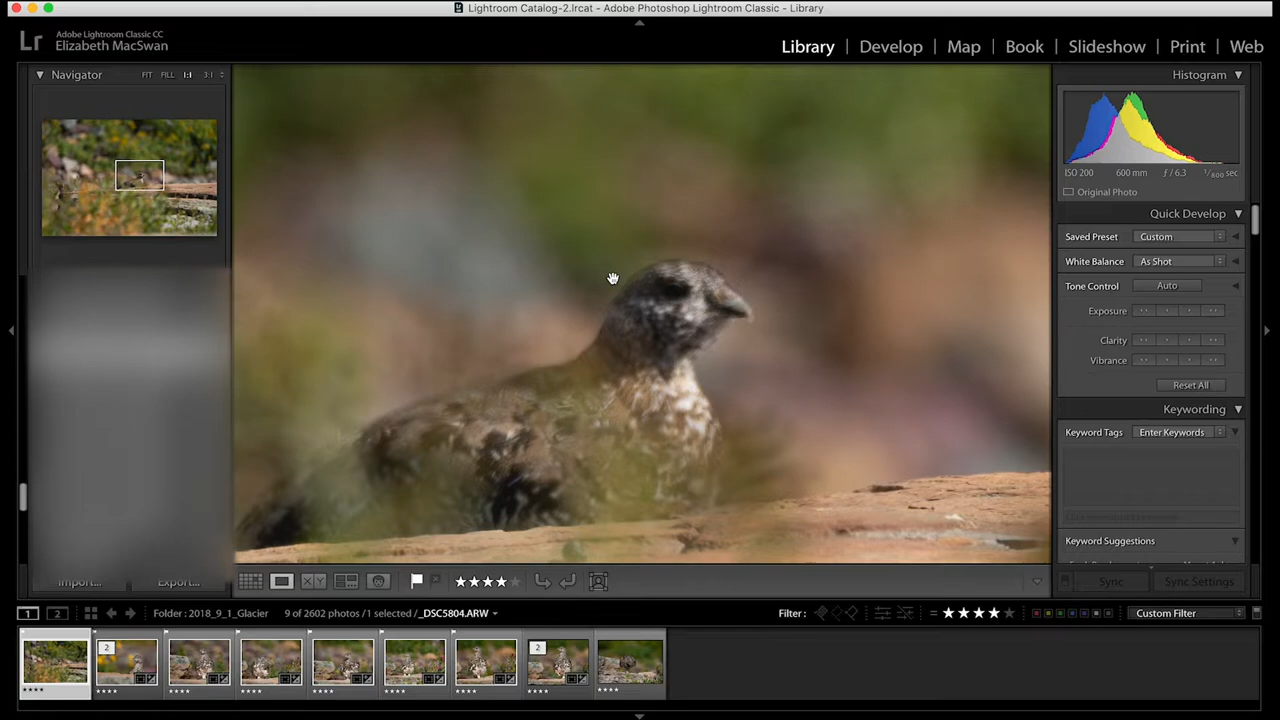 Lightroom Catalog-2.lrcat - Adobe Photoshop Lightroom Classic - Library
Lr
Adobe Lightroom Classic CC
Elizabeth MacSwan
Library | Develop | Map | Book | Slideshow | Print | Web
Navigator
FIT FILL 1:1 3:1
Histogram
ISO 200 600 mm ƒ / 6.3 1/800 sec
Original Photo
Quick Develop
Saved Preset Custom
White Balance As Shot
Tone Control Auto
Exposure
Clarity
Vibrance
Reset All
Keywording
Keyword Tags Enter Keywords
Keyword Suggestions
Import... Export...
X Y
Sync Sync Settings
1 2
Folder : 2018_9_1_Glacier 9 of 2602 photos / 1 selected / _DSC5804.ARW
Filter :
Custom Filter
2
2